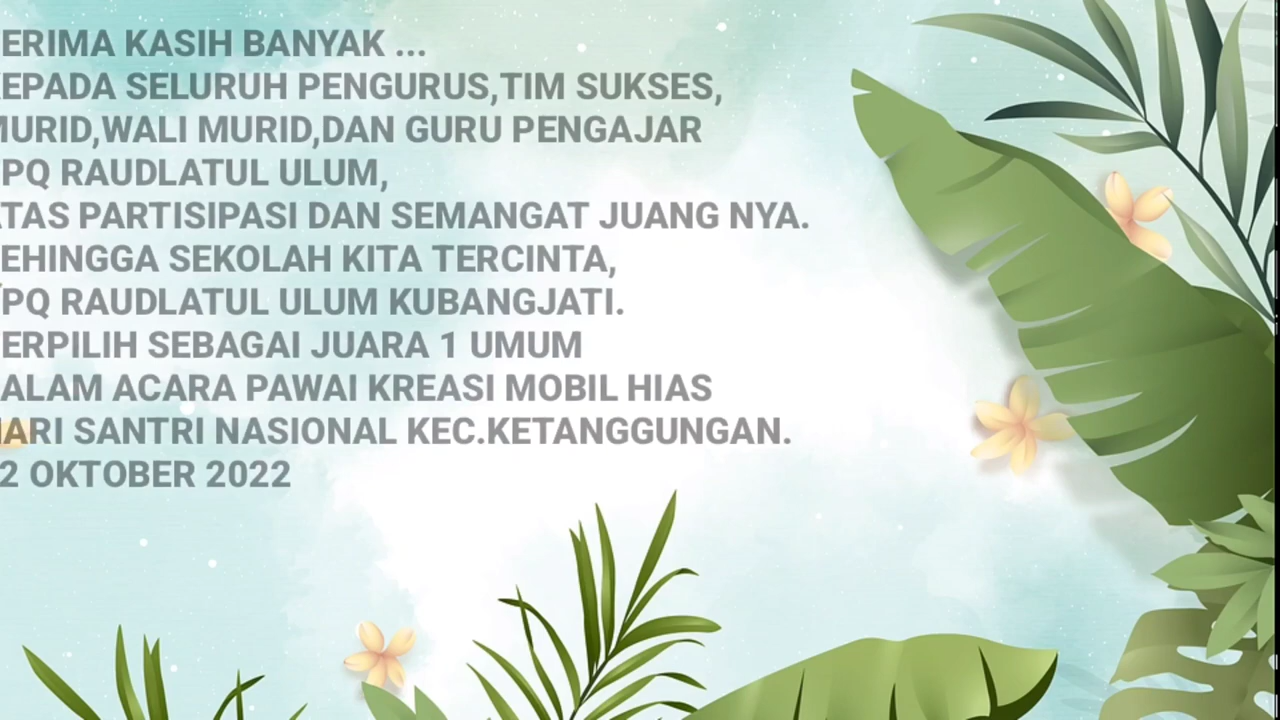 ERIMA KASIH BANYAK ...
EPADA SELURUH PENGURUS,TIM SUKSES,
MURID,WALI MURID,DAN GURU PENGAJAR
PQ RAUDLATUL ULUM,
ATAS PARTISIPASI DAN SEMANGAT JUANG NYA.
EHINGGA SEKOLAH KITA TERCINTA,
PQ RAUDLATUL ULUM KUBANGJATI.
ERPILIH SEBAGAI JUARA 1 UMUM
ALAM ACARA PAWAI KREASI MOBIL HIAS
HARI SANTRI NASIONAL KEC.KETANGGUNGAN.
2 OKTOBER 2022